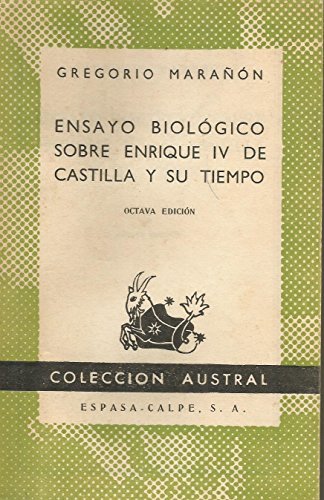 GREGORIO MARAÑÓN
ENSAYO BIOLÓGICO
SOBRE ENRIQUE IV DE
CASTILLA Y SU TIEMPO
OCTAVA EDICIÓN
COLECCION AUSTRAL
ESPASA-CALPE, S. A.